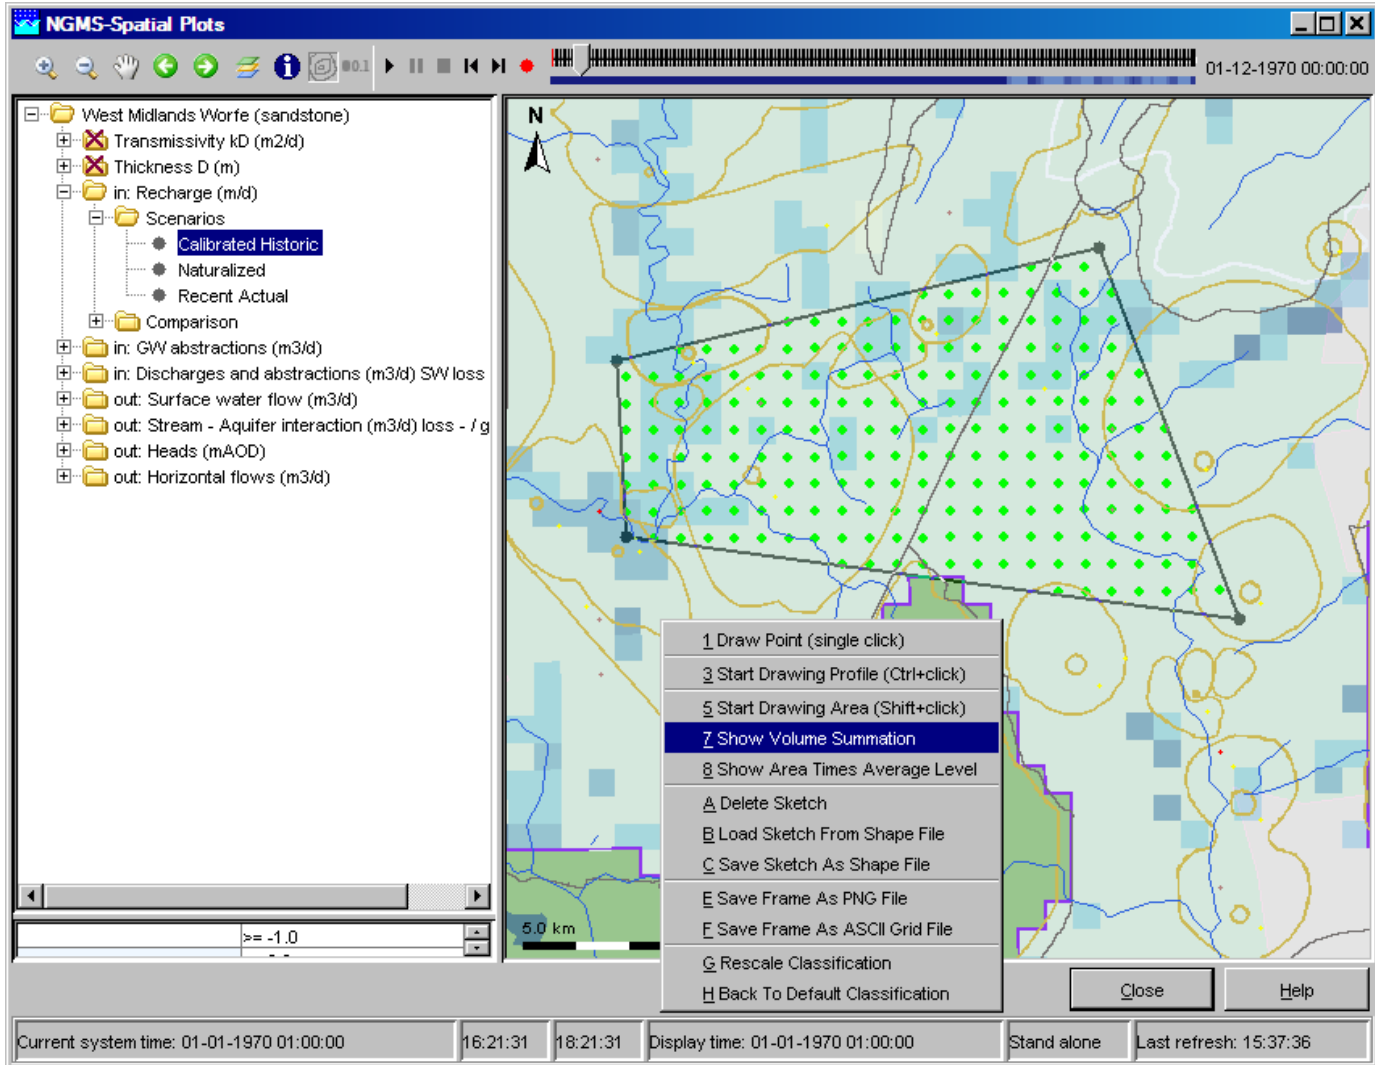 NGMS-Spatial Plots
0.1
01-12-1970 00:00:00
West Midlands Worfe (sandstone)
Transmissivity kD (m2/d)
Thickness D (m)
in: Recharge (m/d)
Scenarios
Calibrated Historic
Naturalized
Recent Actual
Comparison
in: GW abstractions (m3/d)
in: Discharges and abstractions (m3/d) SW loss
out: Surface water flow (m3/d)
out: Stream - Aquifer interaction (m3/d) loss - / g
out: Heads (mAOD)
out: Horizontal flows (m3/d)
>= -1.0
N
5.0 km
1 Draw Point (single click)
3 Start Drawing Profile (Ctrl+click)
5 Start Drawing Area (Shift+click)
7 Show Volume Summation
8 Show Area Times Average Level
A Delete Sketch
B Load Sketch From Shape File
C Save Sketch As Shape File
E Save Frame As PNG File
F Save Frame As ASCII Grid File
G Rescale Classification
H Back To Default Classification
Close
Help
Current system time: 01-01-1970 01:00:00
16:21:31
18:21:31
Display time: 01-01-1970 01:00:00
Stand alone
Last refresh: 15:37:36